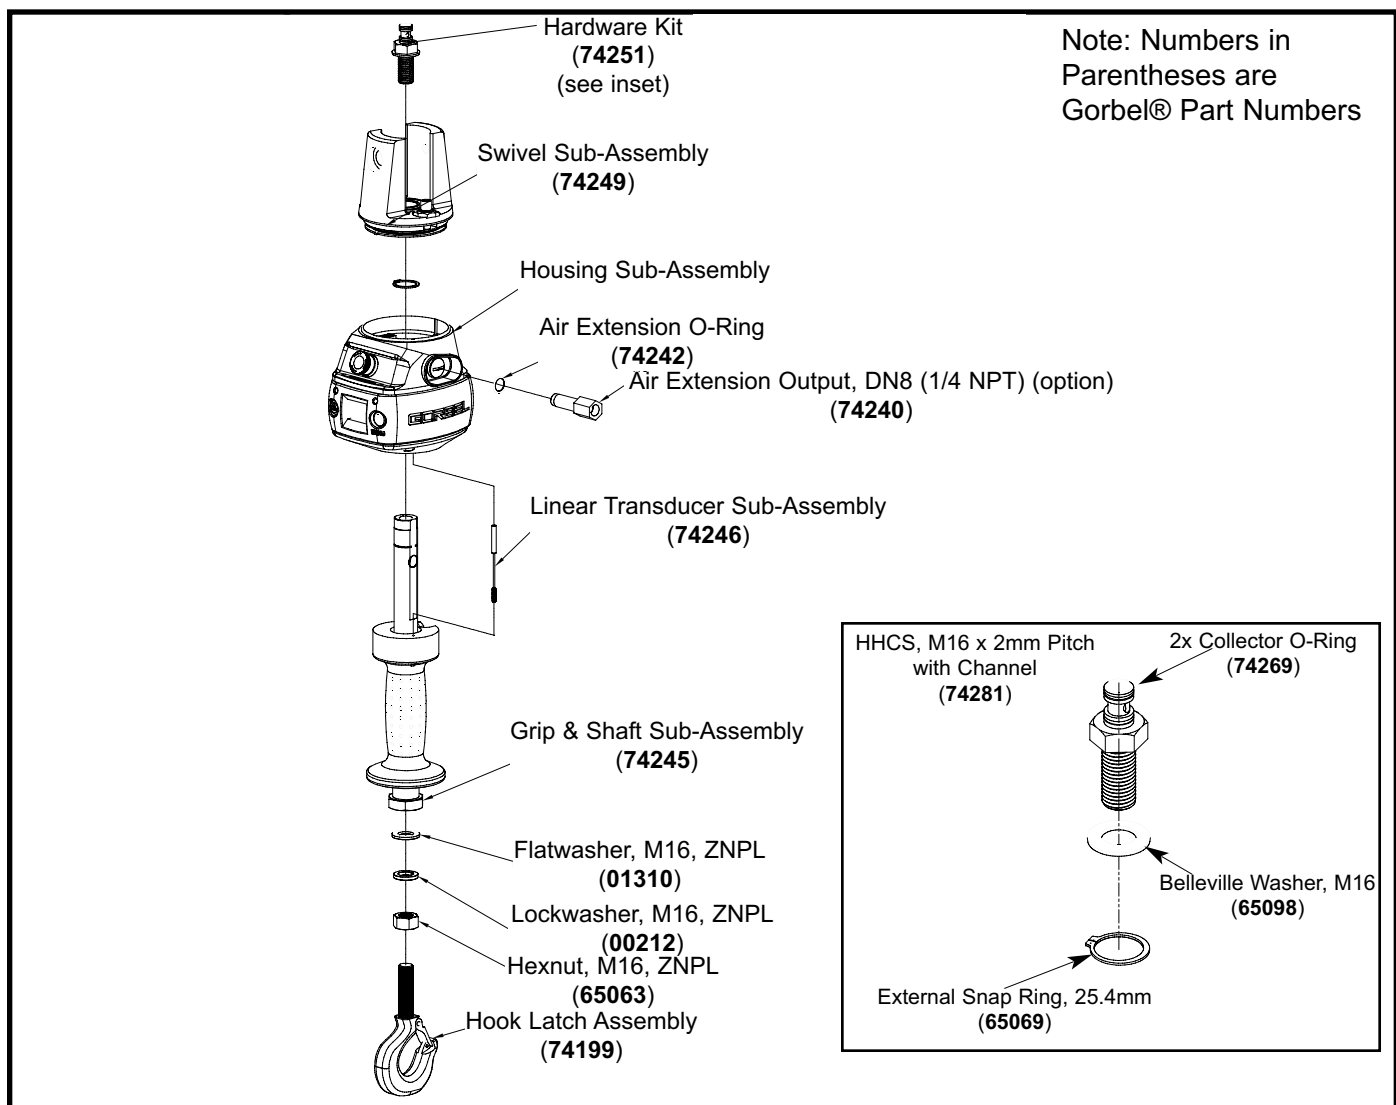 Hardware Kit
(74251)
(see inset)
Note: Numbers in
Parentheses are
Gorbel® Part Numbers
Swivel Sub-Assembly
(74249)
Housing Sub-Assembly
Air Extension O-Ring
(74242)
Air Extension Output, DN8 (1/4 NPT) (option)
(74240)
GORBEL
Linear Transducer Sub-Assembly
(74246)
Grip & Shaft Sub-Assembly
(74245)
Flatwasher, M16, ZNPL
(01310)
Lockwasher, M16, ZNPL
(00212)
Hexnut, M16, ZNPL
(65063)
Hook Latch Assembly
(74199)
HHCS, M16 x 2mm Pitch
with Channel
(74281)
2x Collector O-Ring
(74269)
Belleville Washer, M16
(65098)
External Snap Ring, 25.4mm
(65069)